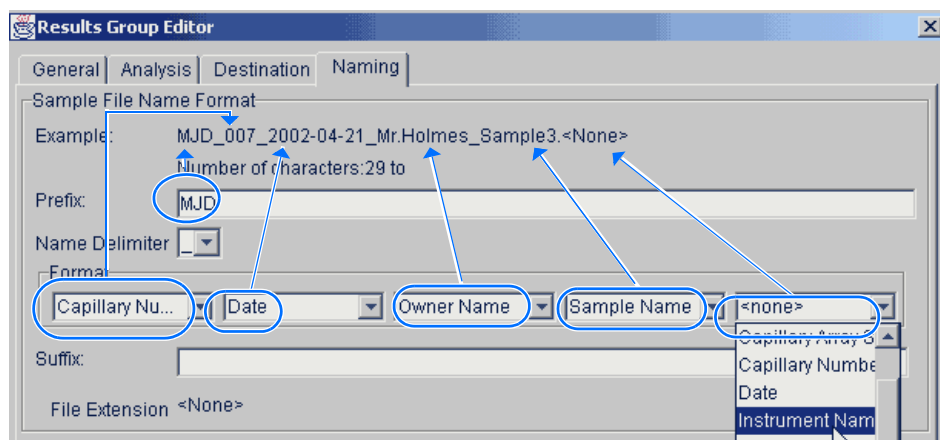 Results Group Editor
General Analysis Destination Naming
Sample File Name Format
Example: MJD_007_2002-04-21_Mr.Holmes_Sample3.<None>
Number of characters:29 to
Prefix: MJD
Name Delimiter _
Format
Capillary Nu... Date Owner Name Sample Name <none>
Capillary Array S
Suffix: Capillary Numbe
Date
File Extension <None> Instrument Nam